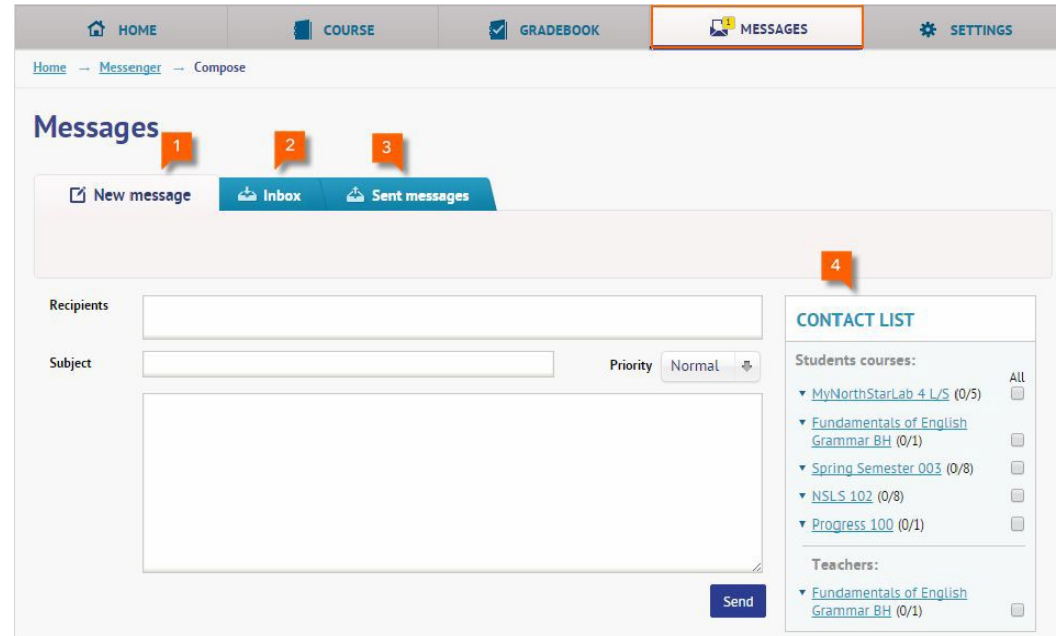 HOME COURSE GRADEBOOK 1 MESSAGES SETTINGS
Home → Messenger → Compose
Messages
1 2 3
New message Inbox Sent messages
4
Recipients
Subject
Priority Normal
Send
CONTACT LIST
Students courses:
All
MyNorthStarLab 4 L/S (0/5)
Fundamentals of English
Grammar BH (0/1)
Spring Semester 003 (0/8)
NSLS 102 (0/8)
Progress 100 (0/1)
Teachers:
Fundamentals of English
Grammar BH (0/1)